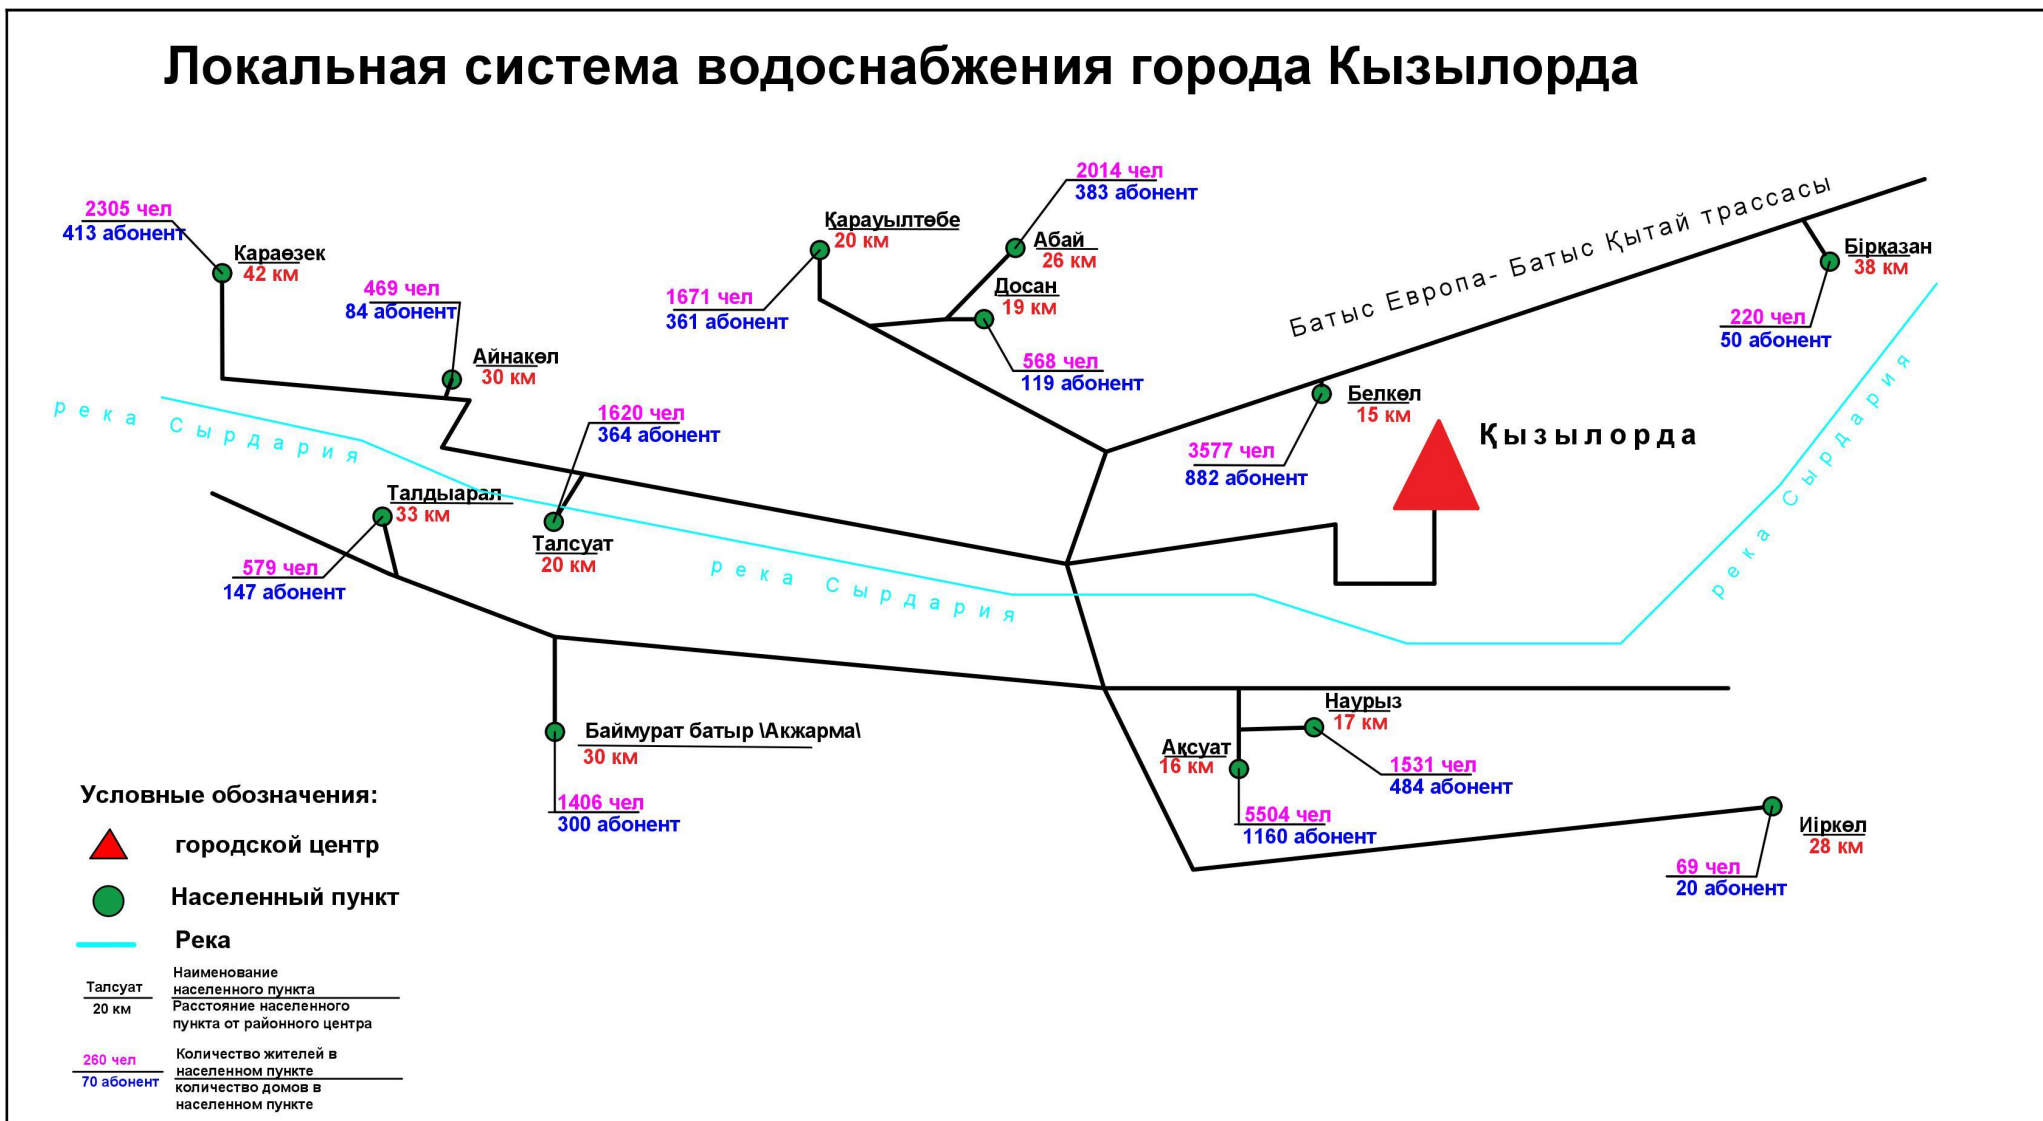 Локальная система водоснабжения города Кызылорда
2305 чел
413 абонент
Караөзек
42 км
469 чел
84 абонент
Айнакөл
30 км
1620 чел
364 абонент
Талсуат
20 км
Талдыарал
33 км
579 чел
147 абонент
Қарауылтөбе
20 км
1671 чел
361 абонент
2014 чел
383 абонент
Абай
26 км
Досан
19 км
568 чел
119 абонент
Батыс Европа- Батыс Қытай трассасы
Бірқазан
38 км
220 чел
50 абонент
Белкөл
15 км
3577 чел
882 абонент
Қызылорда
река Сырдария
река Сырдария
река Сырдария
Баймурат батыр \Акжарма\
30 км
1406 чел
300 абонент
Наурыз
17 км
1531 чел
484 абонент
Ақсуат
16 км
5504 чел
1160 абонент
Иіркөл
28 км
69 чел
20 абонент
Условные обозначения:
городской центр
Населенный пункт
Река
Талсуат
20 км
Наименование
населенного пункта
Расстояние населенного
пункта от районного центра
260 чел
70 абонент
Количество жителей в
населенном пункте
количество домов в
населенном пункте